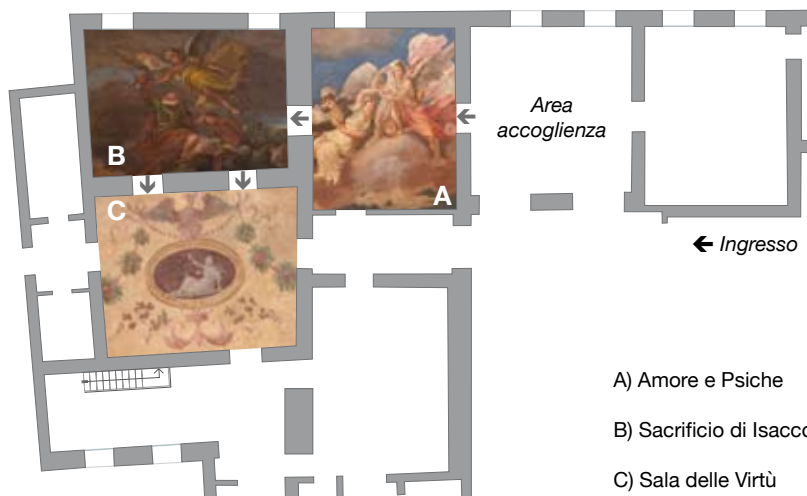 Area
accoglienza
B
A
C
← Ingresso
A) Amore e Psiche
B) Sacrificio di Isacco
C) Sala delle Virtù